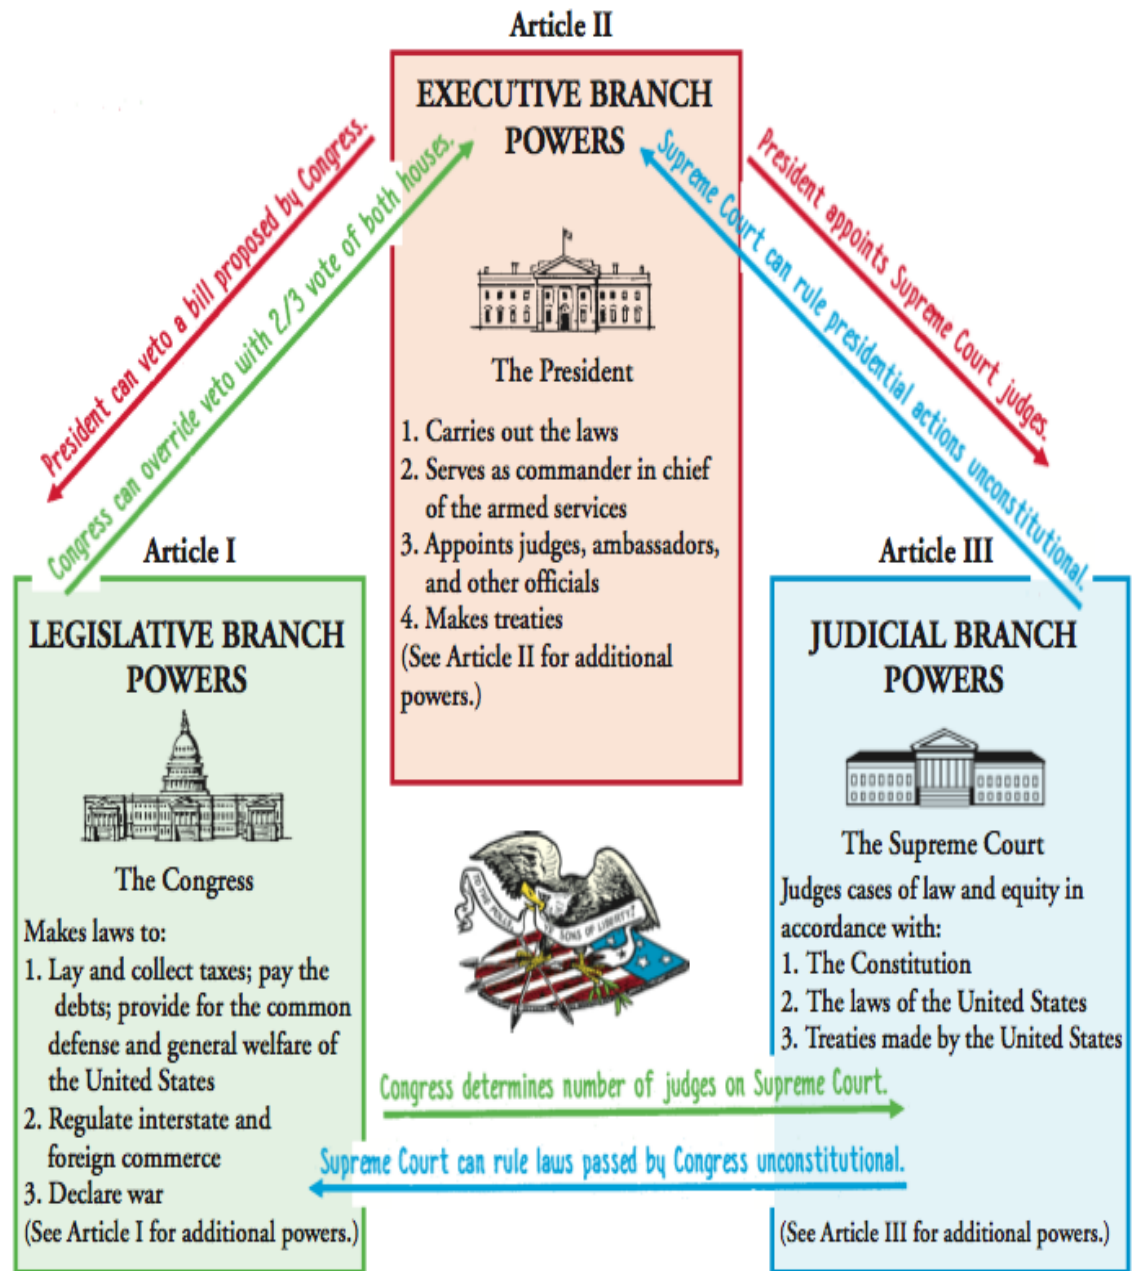 Article II
EXECUTIVE BRANCH
POWERS
President can veto a bill proposed by Congress.
Congress can override veto with 2/3 vote of both houses.
Supreme Court can rule presidential actions unconstitutional.
President appoints Supreme Court judges.
The President
1. Carries out the laws
2. Serves as commander in chief
of the armed services
3. Appoints judges, ambassadors,
and other officials
4. Makes treaties
(See Article II for additional
powers.)
Article I
LEGISLATIVE BRANCH
POWERS
The Congress
Makes laws to:
1. Lay and collect taxes; pay the
debts; provide for the common
defense and general welfare of
the United States
2. Regulate interstate and
foreign commerce
3. Declare war
(See Article I for additional powers.)
Article III
JUDICIAL BRANCH
POWERS
The Supreme Court
Judges cases of law and equity in
accordance with:
1. The Constitution
2. The laws of the United States
3. Treaties made by the United States
(See Article III for additional powers.)
TO THE POLLS,
YE SONS OF LIBERTY!
Congress determines number of judges on Supreme Court.
Supreme Court can rule laws passed by Congress unconstitutional.